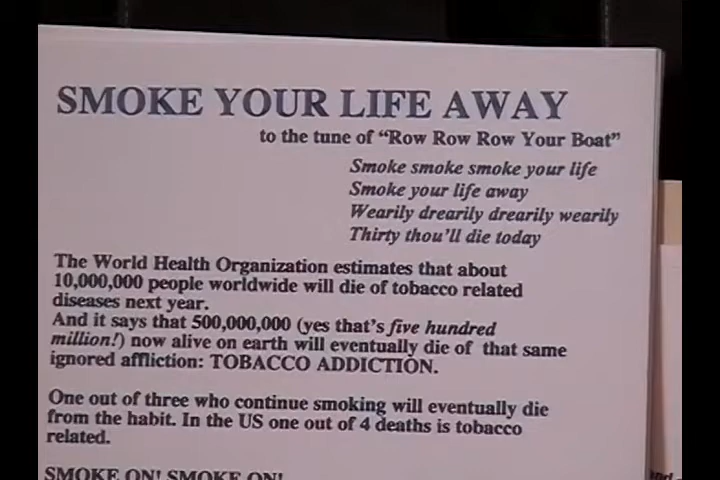 SMOKE YOUR LIFE AWAY
to the tune of “Row Row Row Your Boat”
Smoke smoke smoke your life
Smoke your life away
Wearily drearily drearily wearily
Thirty thou'll die today
The World Health Organization estimates that about
10,000,000 people worldwide will die of tobacco related
diseases next year.
And it says that 500,000,000 (yes that's five hundred
million!) now alive on earth will eventually die of that same
ignored affliction: TOBACCO ADDICTION.
One out of three who continue smoking will eventually die
from the habit. In the US one out of 4 deaths is tobacco
related.
SMOKE ON! SMOKE ON!